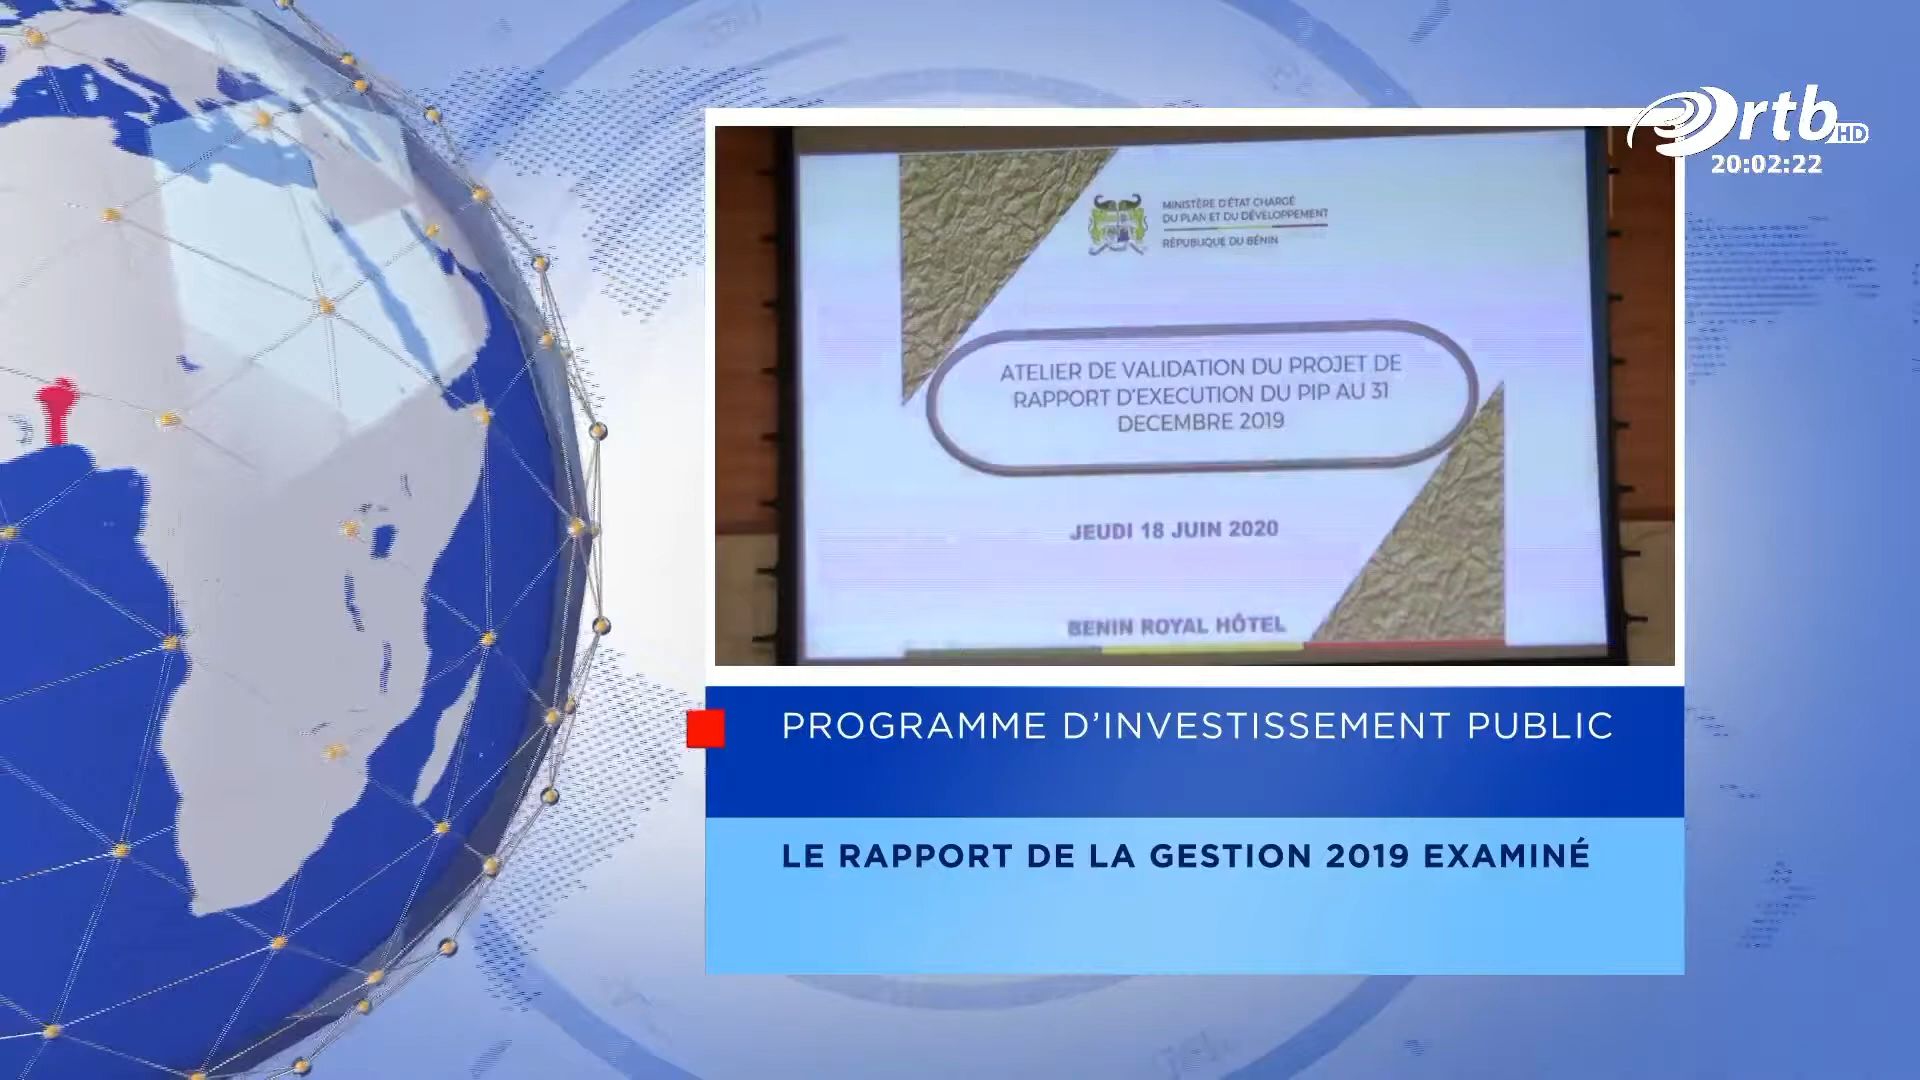 ortb HD
20:02:22
MINISTÈRE D'ÉTAT CHARGÉ
DU PLAN ET DU DÉVELOPPEMENT
RÉPUBLIQUE DU BÉNIN
ATELIER DE VALIDATION DU PROJET DE
RAPPORT D'EXECUTION DU PIP AU 31
DECEMBRE 2019
JEUDI 18 JUIN 2020
BENIN ROYAL HÔTEL
PROGRAMME D'INVESTISSEMENT PUBLIC
LE RAPPORT DE LA GESTION 2019 EXAMINÉ